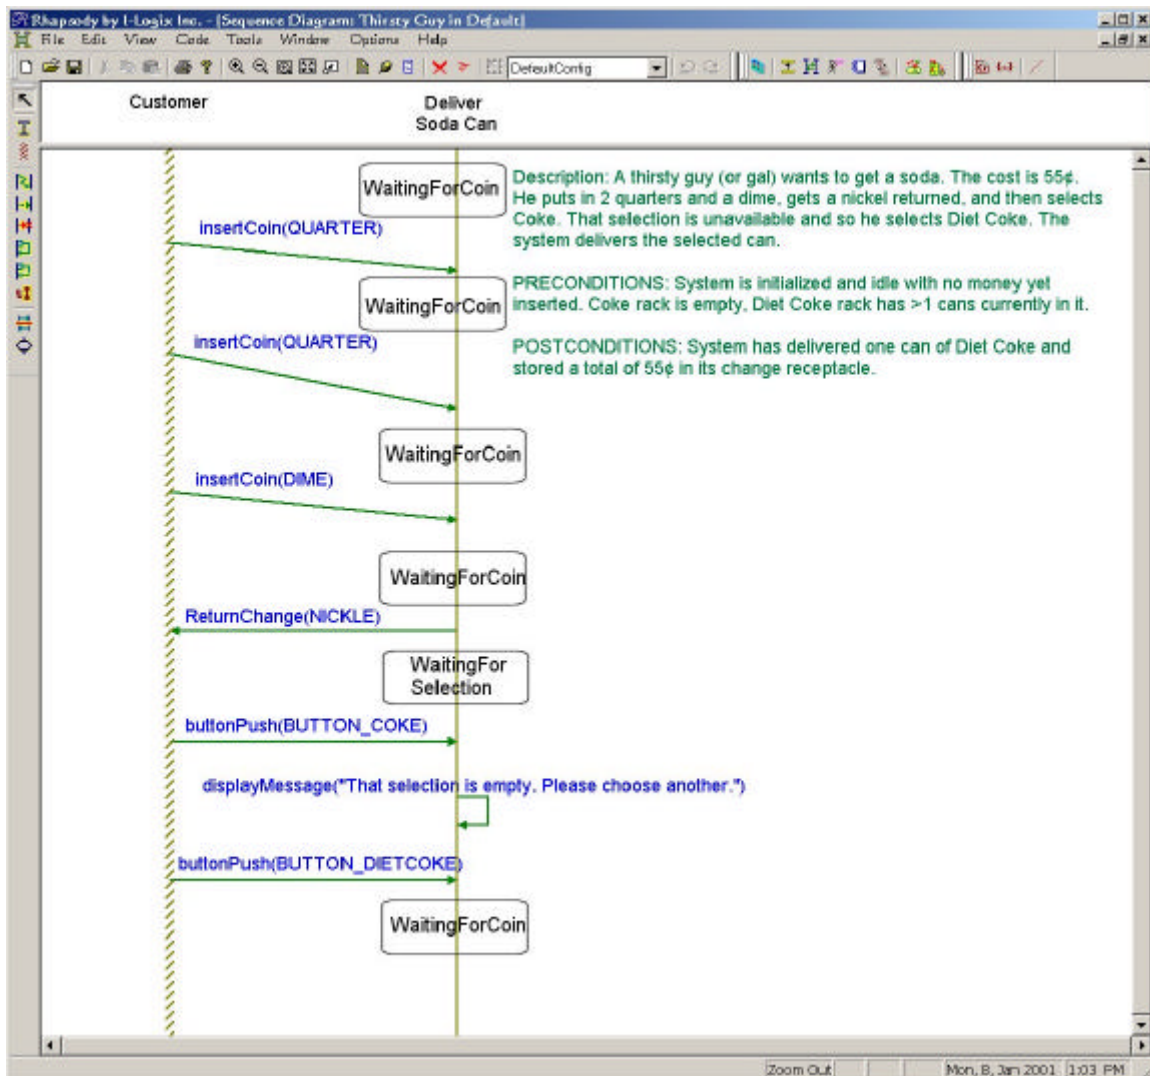 Rhapsody by I-Logix Inc. - [Sequence Diagram: Thirsty Guy in Default]
File Edit View Code Tools Window Options Help
DefaultConfig
Customer
Deliver
Soda Can
WaitingForCoin
Description: A thirsty guy (or gal) wants to get a soda. The cost is 55¢.
He puts in 2 quarters and a dime, gets a nickel returned, and then selects
Coke. That selection is unavailable and so he selects Diet Coke. The
system delivers the selected can.
insertCoin(QUARTER)
PRECONDITIONS: System is initialized and idle with no money yet
inserted. Coke rack is empty, Diet Coke rack has >1 cans currently in it.
WaitingForCoin
insertCoin(QUARTER)
POSTCONDITIONS: System has delivered one can of Diet Coke and
stored a total of 55¢ in its change receptacle.
WaitingForCoin
insertCoin(DIME)
WaitingForCoin
ReturnChange(NICKLE)
WaitingFor
Selection
buttonPush(BUTTON_COKE)
displayMessage("That selection is empty. Please choose another.")
buttonPush(BUTTON_DIETCOKE)
WaitingForCoin
Zoom Out
Mon, 8, Jan 2001
1:03 PM